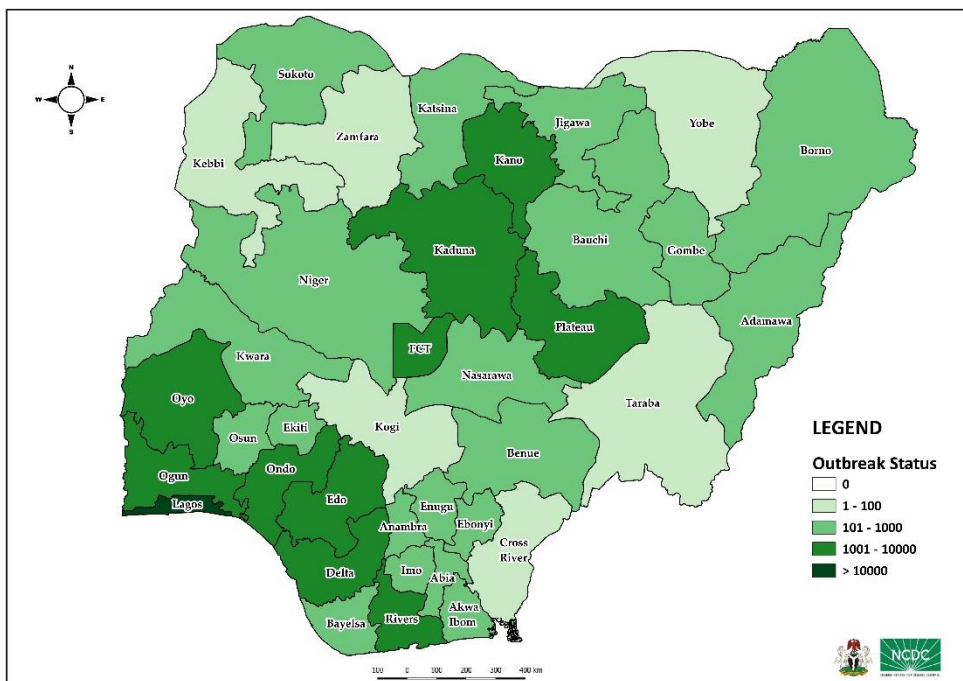 N
W E
S
Sokoto
Katsina
Jigawa
Yobe
Borno
Zamfara
Kebbi
Kano
Kaduna
Bauchi
Gombe
Niger
Adamawa
Plateau
FCT
Kwara
Nasarawa
Taraba
Oyo
Kogi
Osun
Ekiti
Benue
Ogun
Ondo
Lagos
Edo
Enugu
Anambra
Ebonyi
Cross
River
Delta
Imo
Abia
Akwa
Ibom
Bayelsa
Rivers
LEGEND
Outbreak Status
0
1 - 100
101 - 1000
1001 - 10000
> 10000
100 0 100 200 300 400 km
NCDC